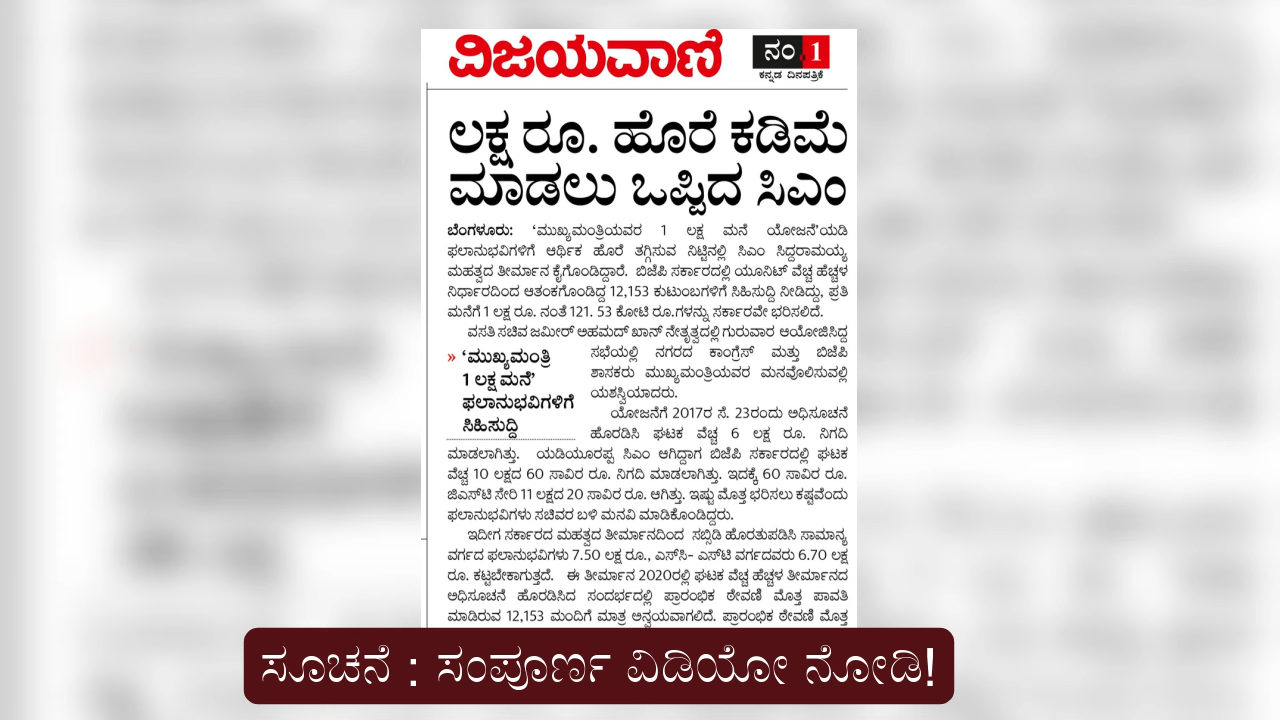 ವಿಜಯವಾಣಿ
ನಂ.1
ಕನ್ನಡ ದಿನಪತ್ರಿಕೆ
ಲಕ್ಷ ರೂ. ಹೊರೆ ಕಡಿಮೆ
ಮಾಡಲು ಒಪ್ಪಿದ ಸಿಎಂ
ಬೆಂಗಳೂರು: ‘ಮುಖ್ಯಮಂತ್ರಿಯವರ 1 ಲಕ್ಷ ಮನೆ ಯೋಜನೆ’ಯಡಿ
ಫಲಾನುಭವಿಗಳಿಗೆ ಆರ್ಥಿಕ ಹೊರೆ ತಗ್ಗಿಸುವ ನಿಟ್ಟಿನಲ್ಲಿ ಸಿಎಂ ಸಿದ್ದರಾಮಯ್ಯ
ಮಹತ್ವದ ತೀರ್ಮಾನ ಕೈಗೊಂಡಿದ್ದಾರೆ. ಬಿಜೆಪಿ ಸರ್ಕಾರದಲ್ಲಿ ಯೂನಿಟ್ ವೆಚ್ಚ ಹೆಚ್ಚಳ
ನಿರ್ಧಾರದಿಂದ ಆತಂಕಗೊಂಡಿದ್ದ 12,153 ಕುಟುಂಬಗಳಿಗೆ ಸಿಹಿಸುದ್ದಿ ನೀಡಿದ್ದು, ಪ್ರತಿ
ಮನೆಗೆ 1 ಲಕ್ಷ ರೂ. ನಂತೆ 121. 53 ಕೋಟಿ ರೂ.ಗಳನ್ನು ಸರ್ಕಾರವೇ ಭರಿಸಲಿದೆ.
ವಸತಿ ಸಚಿವ ಜಮೀರ್ ಅಹಮದ್ ಖಾನ್ ನೇತೃತ್ವದಲ್ಲಿ ಗುರುವಾರ ಆಯೋಜಿಸಿದ್ದ
ಸಭೆಯಲ್ಲಿ ನಗರದ ಕಾಂಗ್ರೆಸ್ ಮತ್ತು ಬಿಜೆಪಿ
ಶಾಸಕರು ಮುಖ್ಯಮಂತ್ರಿಯವರ ಮನವೊಲಿಸುವಲ್ಲಿ
ಯಶಸ್ವಿಯಾದರು.
» ‘ಮುಖ್ಯಮಂತ್ರಿ
1 ಲಕ್ಷ ಮನೆ’
ಫಲಾನುಭವಿಗಳಿಗೆ
ಸಿಹಿಸುದ್ದಿ
ಯೋಜನೆಗೆ 2017ರ ಸೆ. 23ರಂದು ಅಧಿಸೂಚನೆ
ಹೊರಡಿಸಿ ಘಟಕ ವೆಚ್ಚ 6 ಲಕ್ಷ ರೂ. ನಿಗದಿ
ಮಾಡಲಾಗಿತ್ತು. ಯಡಿಯೂರಪ್ಪ ಸಿಎಂ ಆಗಿದ್ದಾಗ ಬಿಜೆಪಿ ಸರ್ಕಾರದಲ್ಲಿ ಘಟಕ
ವೆಚ್ಚ 10 ಲಕ್ಷದ 60 ಸಾವಿರ ರೂ. ನಿಗದಿ ಮಾಡಲಾಗಿತ್ತು. ಇದಕ್ಕೆ 60 ಸಾವಿರ ರೂ.
ಜಿಎಸ್‌ಟಿ ಸೇರಿ 11 ಲಕ್ಷದ 20 ಸಾವಿರ ರೂ. ಆಗಿತ್ತು. ಇಷ್ಟು ಮೊತ್ತ ಭರಿಸಲು ಕಷ್ಟವೆಂದು
ಫಲಾನುಭವಿಗಳು ಸಚಿವರ ಬಳಿ ಮನವಿ ಮಾಡಿಕೊಂಡಿದ್ದರು.
ಇದೀಗ ಸರ್ಕಾರದ ಮಹತ್ವದ ತೀರ್ಮಾನದಿಂದ ಸಬ್ಸಿಡಿ ಹೊರತುಪಡಿಸಿ ಸಾಮಾನ್ಯ
ವರ್ಗದ ಫಲಾನುಭವಿಗಳು 7.50 ಲಕ್ಷ ರೂ., ಎಸ್‌ಸಿ- ಎಸ್‌ಟಿ ವರ್ಗದವರು 6.70 ಲಕ್ಷ
ರೂ. ಕಟ್ಟಬೇಕಾಗುತ್ತದೆ. ಈ ತೀರ್ಮಾನ 2020ರಲ್ಲಿ ಘಟಕ ವೆಚ್ಚ ಹೆಚ್ಚಳ ತೀರ್ಮಾನದ
ಅಧಿಸೂಚನೆ ಹೊರಡಿಸಿದ ಸಂದರ್ಭದಲ್ಲಿ ಪ್ರಾರಂಭಿಕ ಠೇವಣಿ ಮೊತ್ತ ಪಾವತಿ
ಮಾಡಿರುವ 12,153 ಮಂದಿಗೆ ಮಾತ್ರ ಅನ್ವಯವಾಗಲಿದೆ. ಪ್ರಾರಂಭಿಕ ಠೇವಣಿ ಮೊತ್ತ
ಸೂಚನೆ : ಸಂಪೂರ್ಣ ವಿಡಿಯೋ ನೋಡಿ!